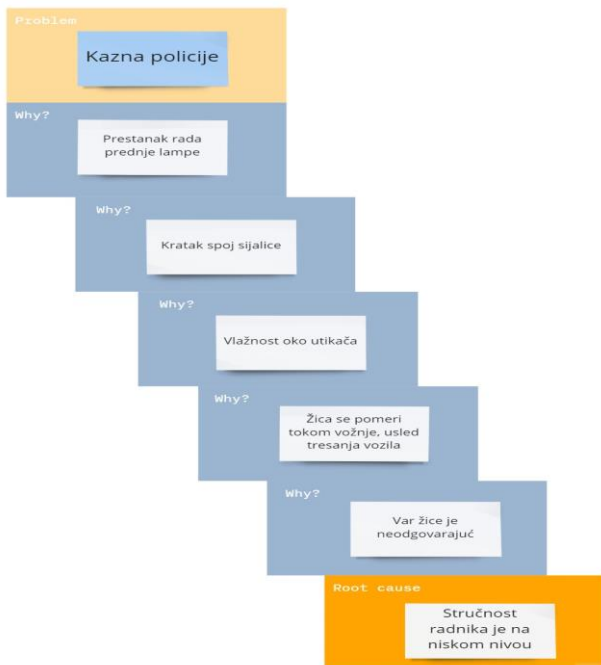 Problem
Kazna policije
Why?
Prestanak rada
prednje lampe
Why?
Kratak spoj sijalice
Why?
Vlažnost oko utikača
Why?
Žica se pomeri
tokom vožnje, usled
tresanja vozila
Why?
Var žice je
neodgovarajuć
Root cause
Stručnost
radnika je na
niskom nivou